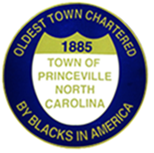 OLDEST TOWN CHARTERED
1885
TOWN OF
PRINCEVILLE
NORTH
CAROLINA
BY BLACKS IN AMERICA